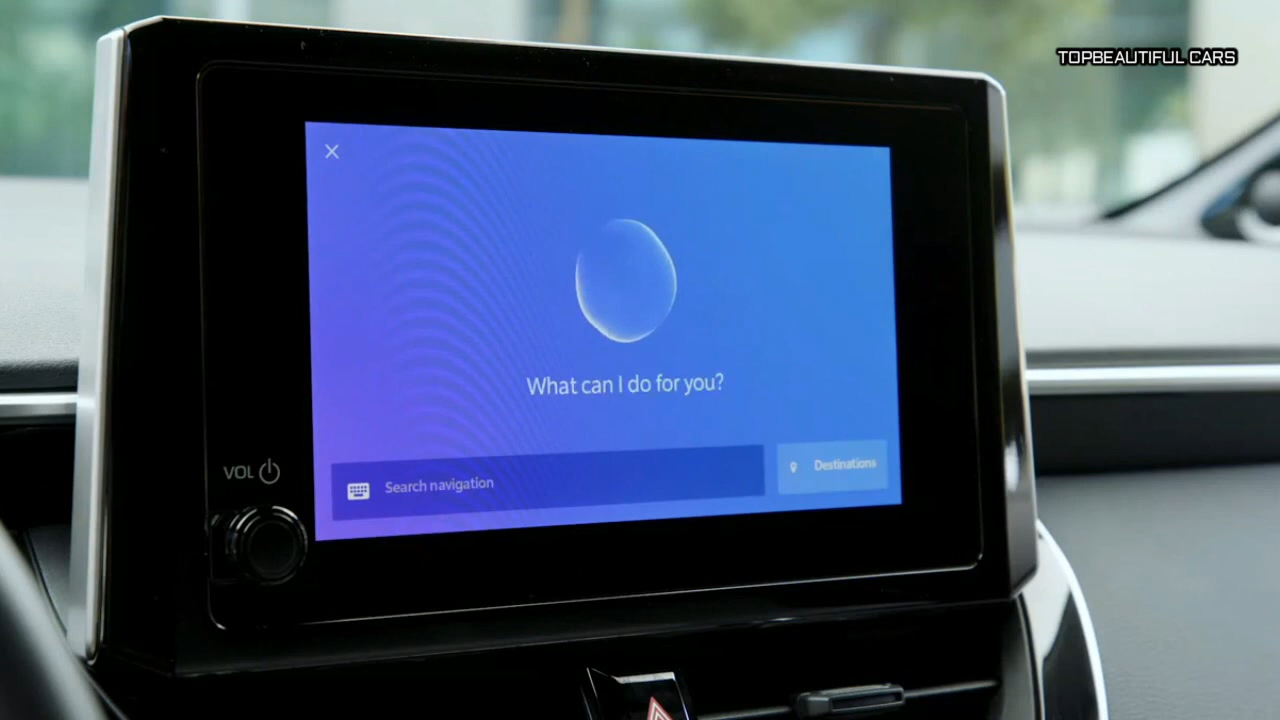 TOPBEAUTIFUL CARS
What can I do for you?
Search navigation
Destinations
VOL